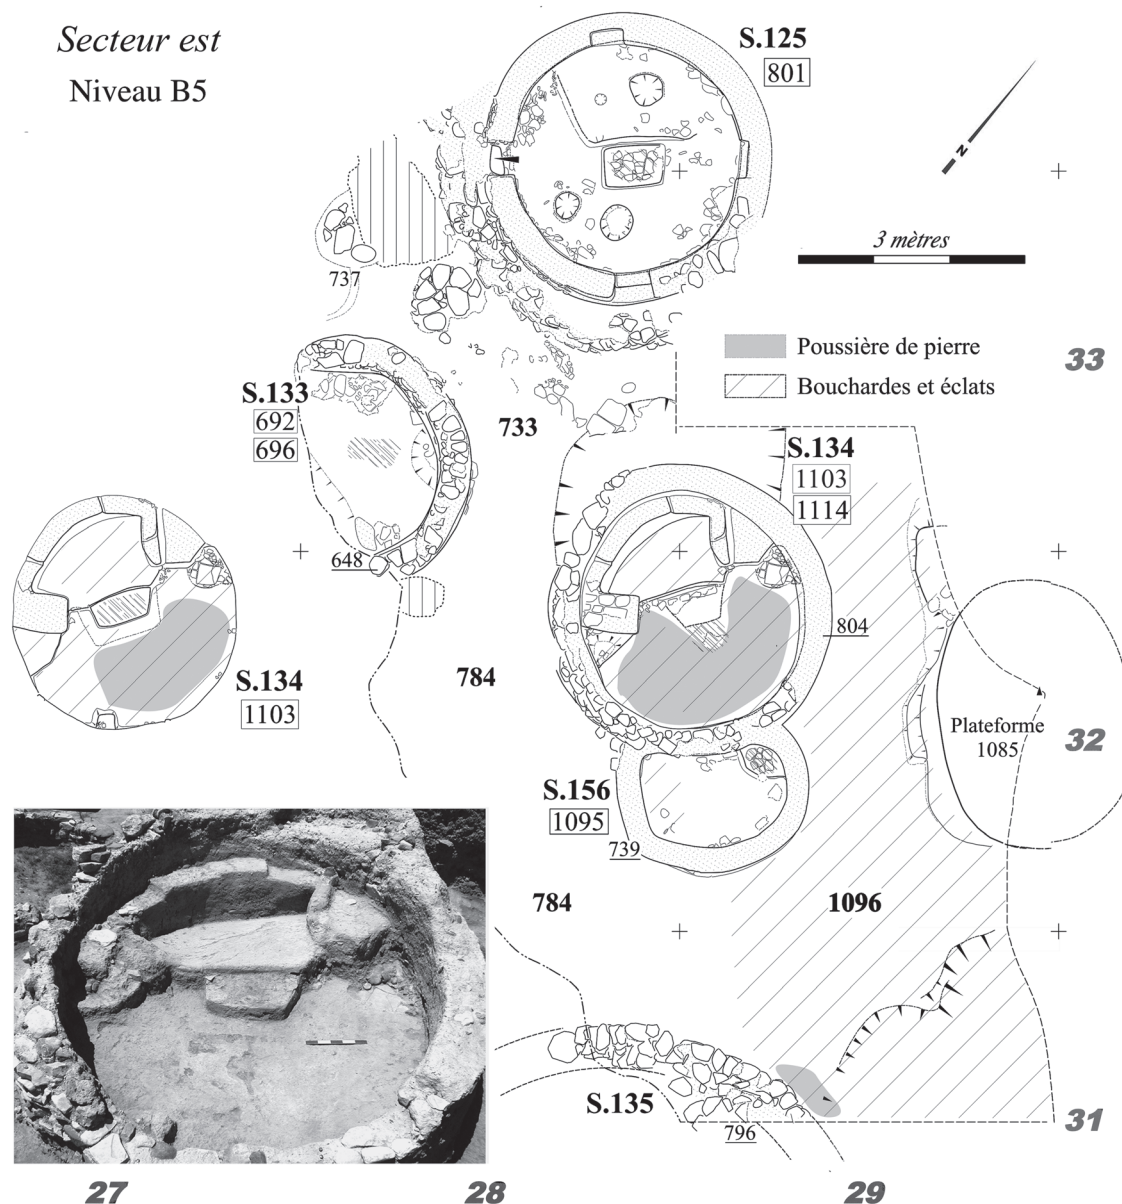 Secteur est
Niveau B5
S.125
801
N
3 mètres
737
Poussière de pierre
Bouchardes et éclats
33
S.133
692
696
733
S.134
1103
1114
648
804
784
S.134
1103
Plateforme
1085
32
S.156
1095
739
784
1096
S.135
796
31
27
28
29